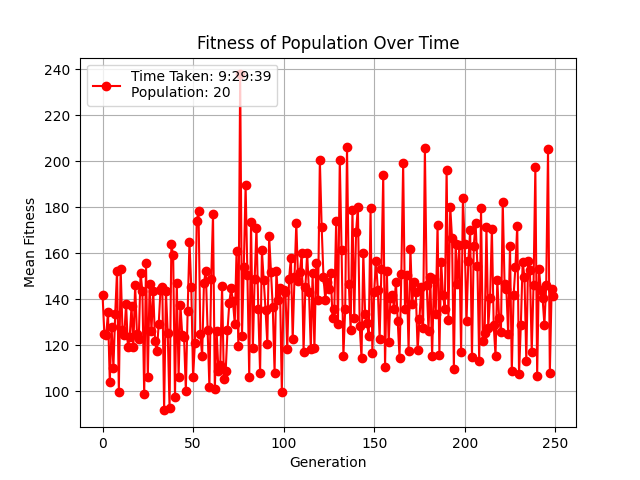 Fitness of Population Over Time
Time Taken: 9:29:39
Population: 20
Mean Fitness
240
220
200
180
160
140
120
100
0
50
100
150
200
250
Generation